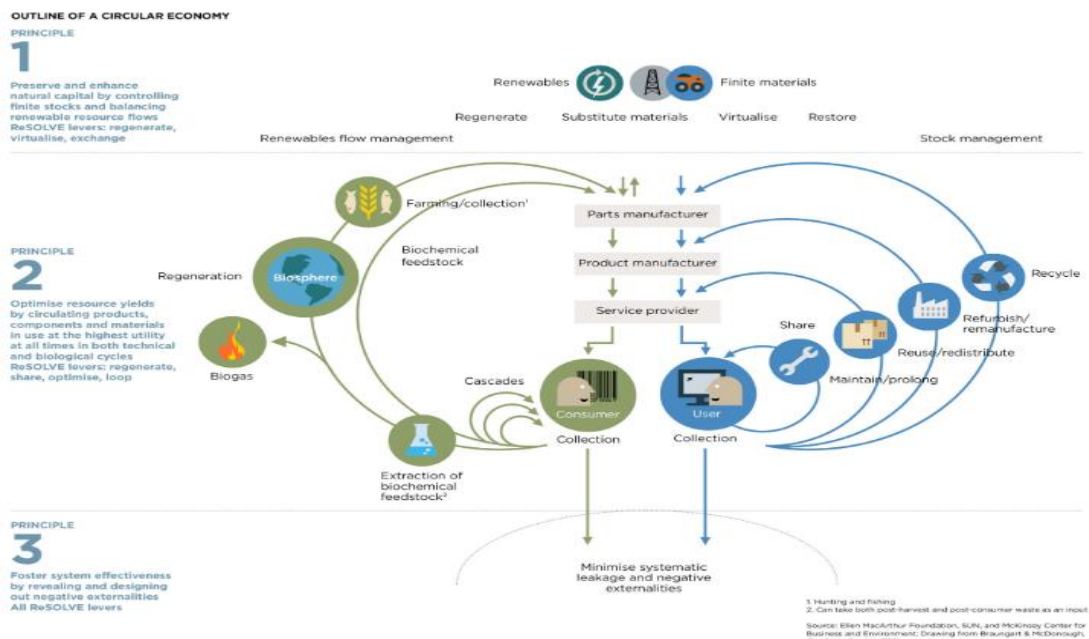 OUTLINE OF A CIRCULAR ECONOMY
PRINCIPLE
1
Preserve and enhance
natural capital by controlling
finite stocks and balancing
renewable resource flows
ReSOLVE levers: regenerate,
virtualise, exchange
Renewables
Finite materials
Regenerate
Substitute materials
Virtualise
Restore
Renewables flow management
Stock management
PRINCIPLE
2
Optimise resource yields
by circulating products,
components and materials
in use at the highest utility
at all times in both technical
and biological cycles
ReSOLVE levers: regenerate,
share, optimise, loop
Farming/collection¹
Biochemical
feedstock
Regeneration
Biosphere
Biogas
Cascades
Extraction of
biochemical
feedstock²
Parts manufacturer
Product manufacturer
Service provider
Consumer
Collection
User
Collection
Share
Maintain/prolong
Reuse/redistribute
Refurbish/
remanufacture
Recycle
PRINCIPLE
3
Foster system effectiveness
by revealing and designing
out negative externalities
All ReSOLVE levers
Minimise systematic
leakage and negative
externalities
1. Hunting and fishing
2. Can take both post-harvest and post-consumer waste as an input
Source: Ellen MacArthur Foundation, SUN, and McKinsey Center for
Business and Environment; Drawing from Braungart & McDonough,